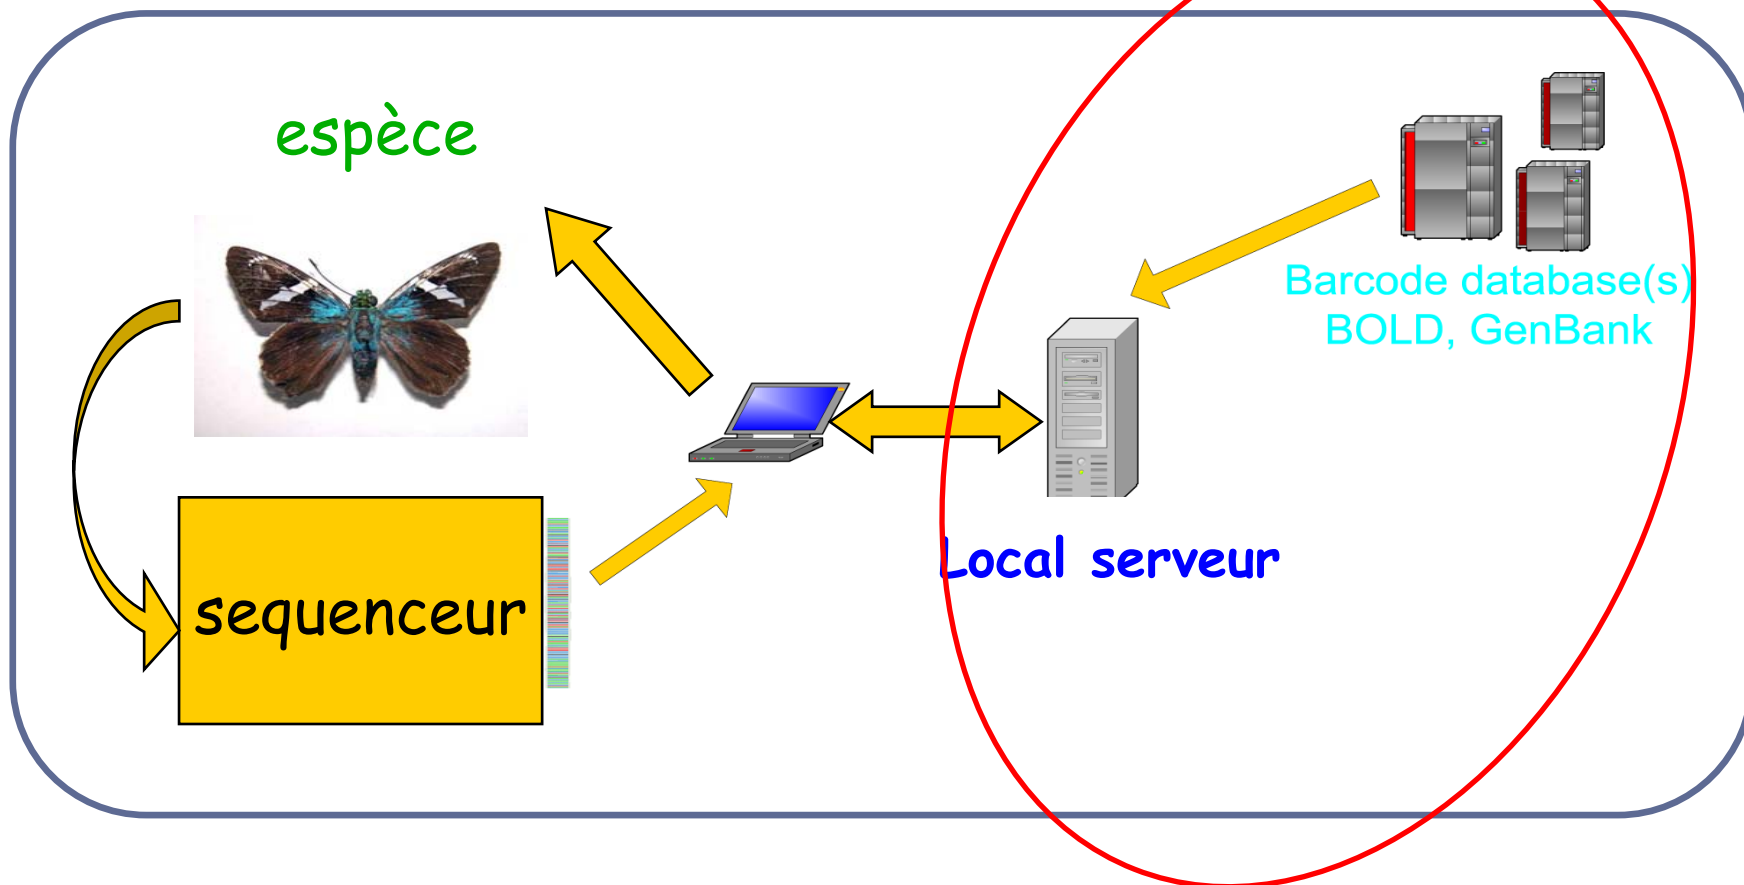 espèce
Barcode database(s)
BOLD, GenBank
Local serveur
sequenceur